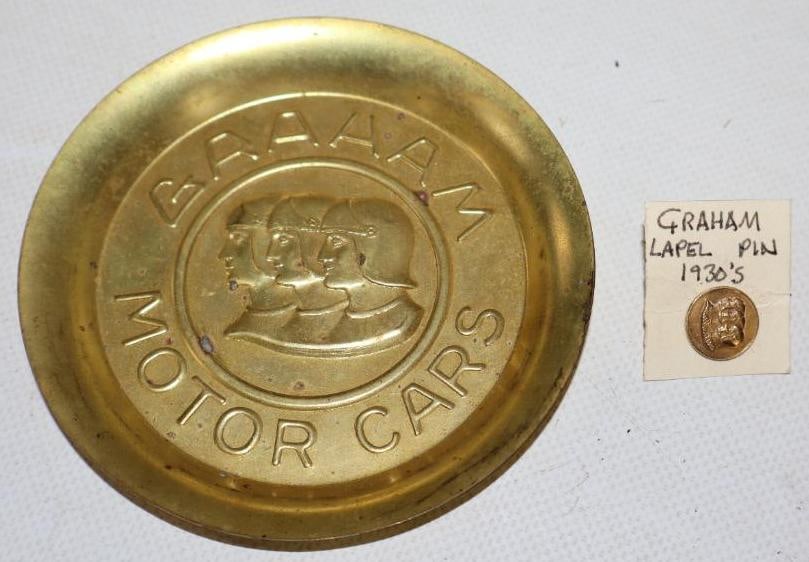 GRAHAM
MOTOR CARS
GRAHAM
LAPEL PIN
1930'S